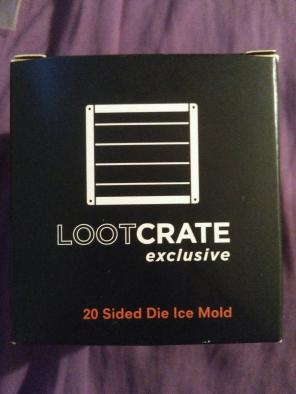 LOOTCRATE
exclusive
20 Sided Die Ice Mold